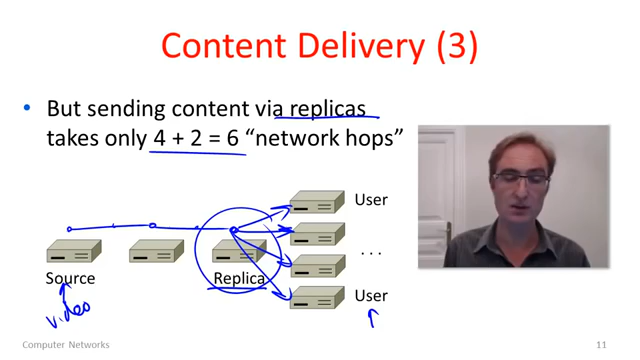 Content Delivery (3)
• But sending content via replicas
takes only 4 + 2 = 6 “network hops”
User
. . .
Source
Replica
User
video
Computer Networks
11